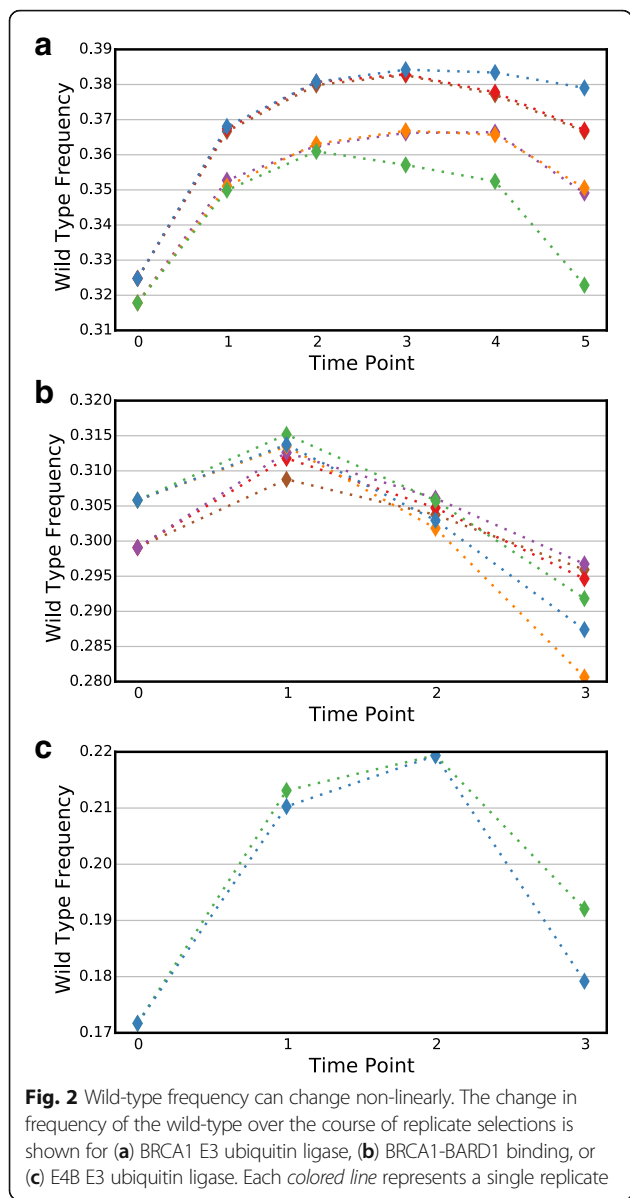 a
0.39
0.38
0.37
0.36
0.35
0.34
0.33
0.32
0.31
Wild Type Frequency
0 1 2 3 4 5
Time Point
b
0.320
0.315
0.310
0.305
0.300
0.295
0.290
0.285
0.280
Wild Type Frequency
0 1 2 3
Time Point
c
0.22
0.21
0.20
0.19
0.18
0.17
Wild Type Frequency
0 1 2 3
Time Point
Fig. 2 Wild-type frequency can change non-linearly. The change in
frequency of the wild-type over the course of replicate selections is
shown for (a) BRCA1 E3 ubiquitin ligase, (b) BRCA1-BARD1 binding, or
(c) E4B E3 ubiquitin ligase. Each colored line represents a single replicate